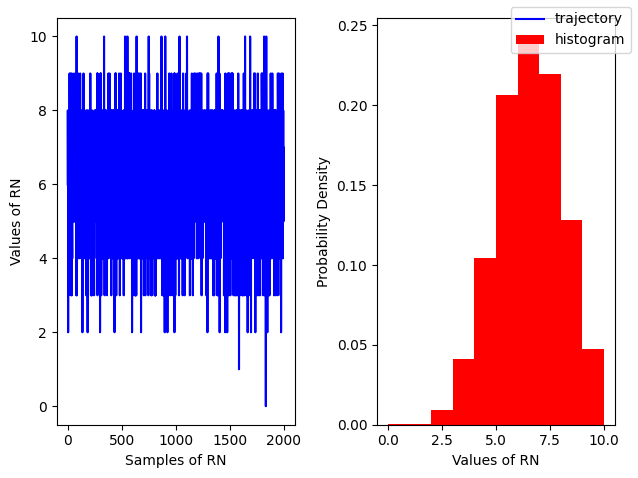 trajectory
histogram
10
8
6
4
2
0
Values of RN
0 500 1000 1500 2000
Samples of RN
0.25
0.20
0.15
0.10
0.05
0.00
Probability Density
0.0 2.5 5.0 7.5 10.0
Values of RN